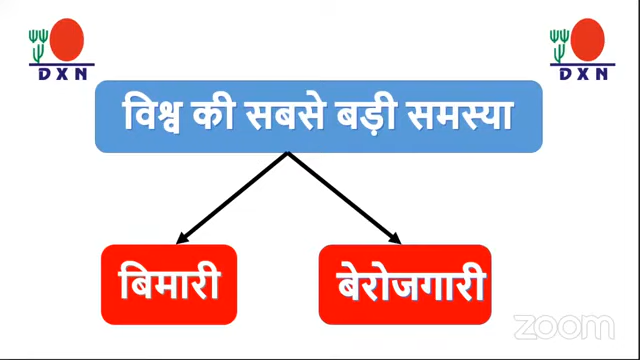 DXN
DXN
विश्व की सबसे बड़ी समस्या
बिमारी
बेरोजगारी
zoom